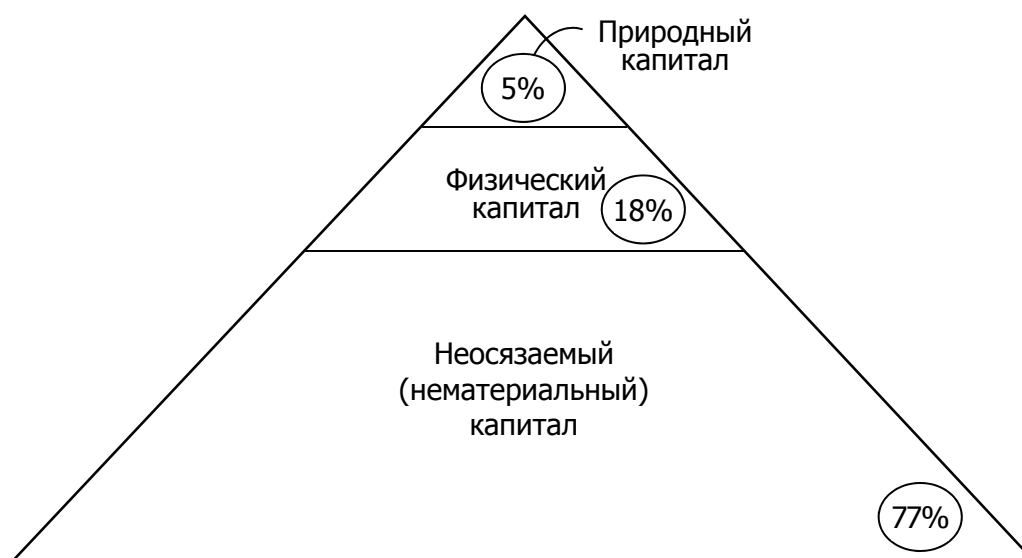 Природный
капитал
5%
Физический
капитал
18%
Неосязаемый
(нематериальный)
капитал
77%